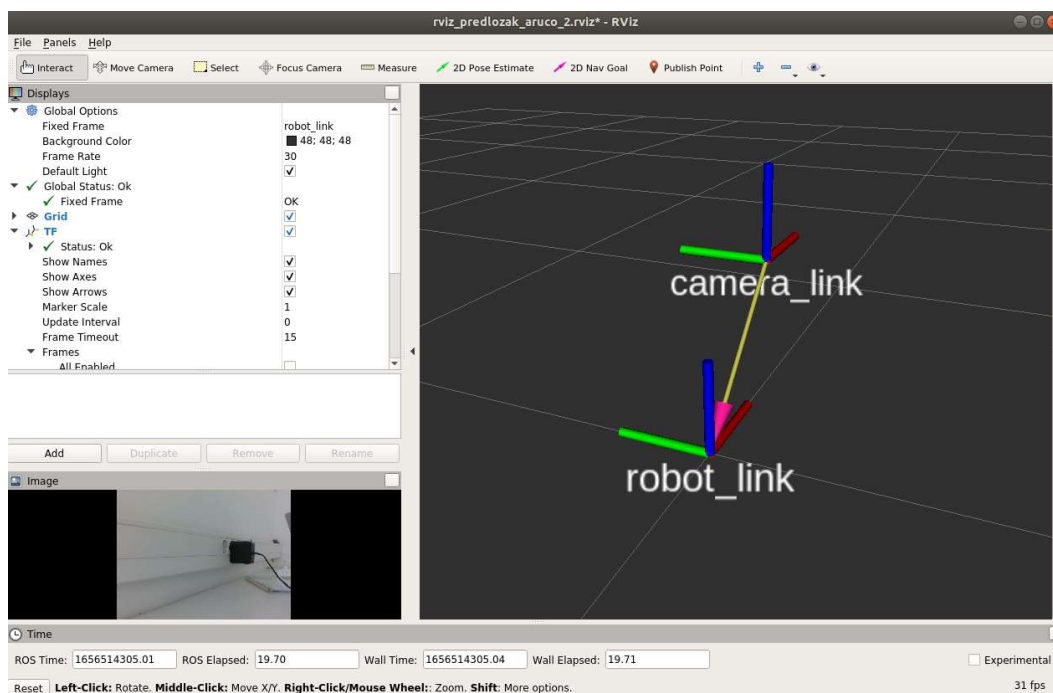 rviz_predlozak_aruco_2.rviz* - RViz
File Panels Help
Interact Move Camera Select Focus Camera Measure 2D Pose Estimate 2D Nav Goal Publish Point
Displays
Global Options
Fixed Frame robot_link
Background Color 48; 48; 48
Frame Rate 30
Default Light
Global Status: Ok
Fixed Frame OK
Grid
TF
Status: Ok
Show Names
Show Axes
Show Arrows
Marker Scale 1
Update Interval 0
Frame Timeout 15
Frames
All Enabled
Add Duplicate Remove Rename
Image
camera_link
robot_link
Time
ROS Time: 1656514305.01 ROS Elapsed: 19.70 Wall Time: 1656514305.04 Wall Elapsed: 19.71 Experimental
Reset Left-Click: Rotate. Middle-Click: Move X/Y. Right-Click/Mouse Wheel:: Zoom. Shift: More options. 31 fps